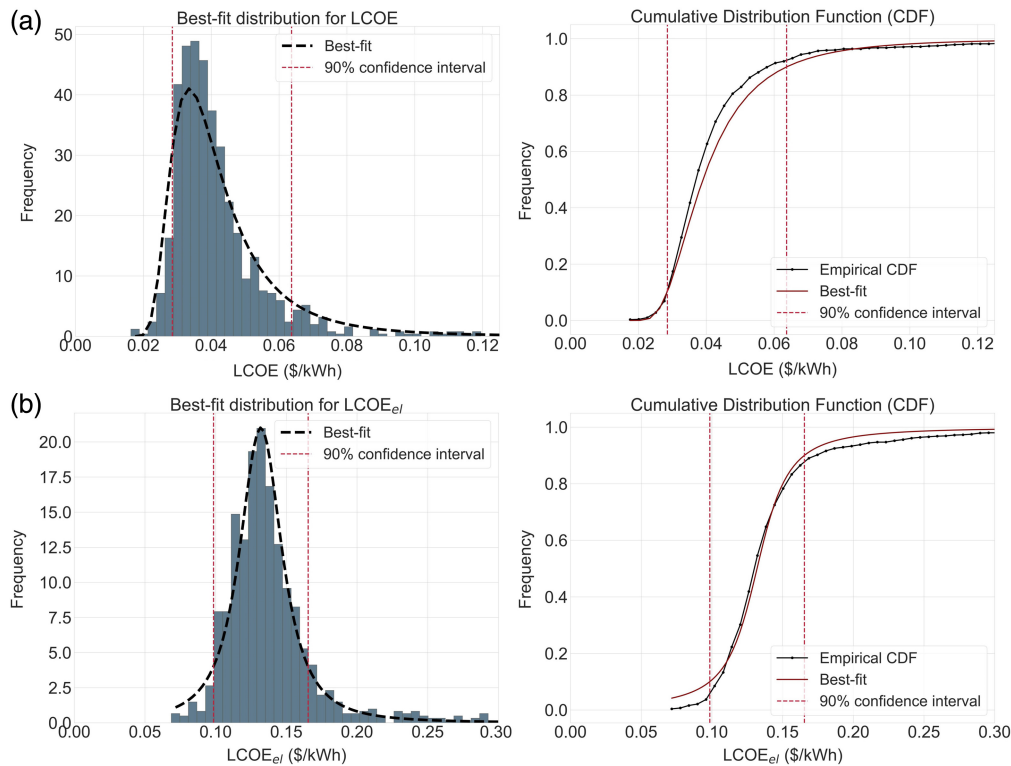 (a)
Best-fit distribution for LCOE
Frequency
50
40
30
20
10
0
Best-fit
90% confidence interval
0.00 0.02 0.04 0.06 0.08 0.10 0.12
LCOE ($/kWh)
Cumulative Distribution Function (CDF)
Frequency
1.0
0.8
0.6
0.4
0.2
0.0
Empirical CDF
Best-fit
90% confidence interval
0.00 0.02 0.04 0.06 0.08 0.10 0.12
LCOE ($/kWh)
(b)
Best-fit distribution for LCOEel
Frequency
20.0
17.5
15.0
12.5
10.0
7.5
5.0
2.5
0.0
Best-fit
90% confidence interval
0.00 0.05 0.10 0.15 0.20 0.25 0.30
LCOEel ($/kWh)
Cumulative Distribution Function (CDF)
Frequency
1.0
0.8
0.6
0.4
0.2
0.0
Empirical CDF
Best-fit
90% confidence interval
0.00 0.05 0.10 0.15 0.20 0.25 0.30
LCOEel ($/kWh)